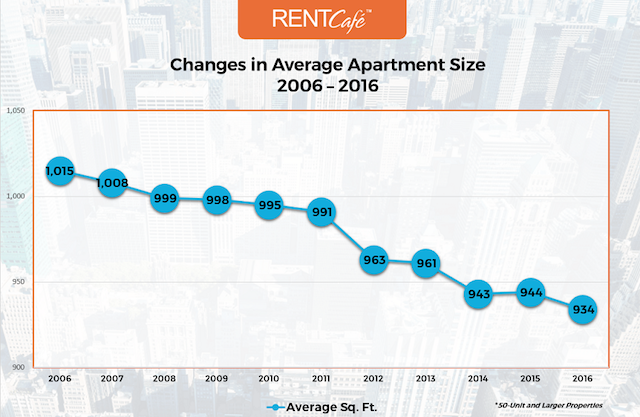 RENTCafé™
Changes in Average Apartment Size
2006 – 2016
1,050
1,000
950
900
1,015
1,008
999
998
995
991
963
961
943
944
934
2006 2007 2008 2009 2010 2011 2012 2013 2014 2015 2016
Average Sq. Ft.
*50-Unit and Larger Properties